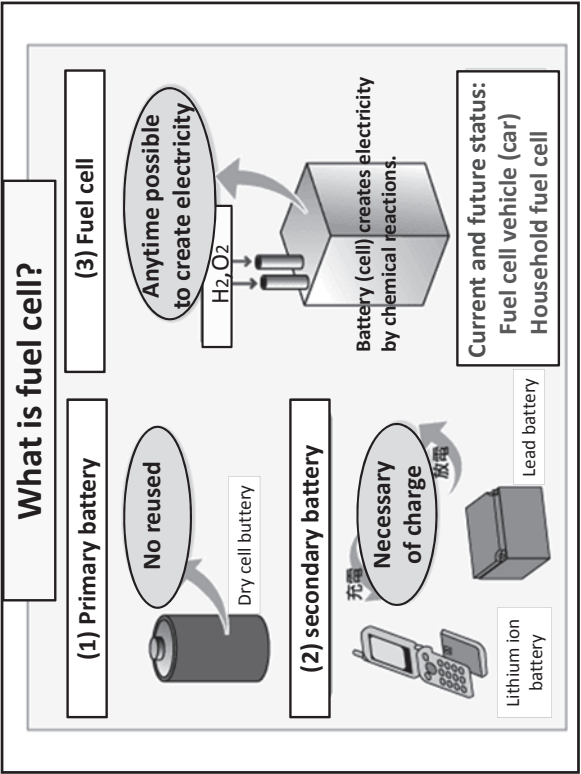 What is fuel cell?
(1) Primary battery
No reused
Dry cell buttery
(2) secondary battery
Necessary
of charge
充電
放電
Lithium ion
battery
Lead battery
(3) Fuel cell
Anytime possible
to create electricity
H2,O2
Battery (cell) creates electricity
by chemical reactions.
Current and future status:
Fuel cell vehicle (car)
Household fuel cell